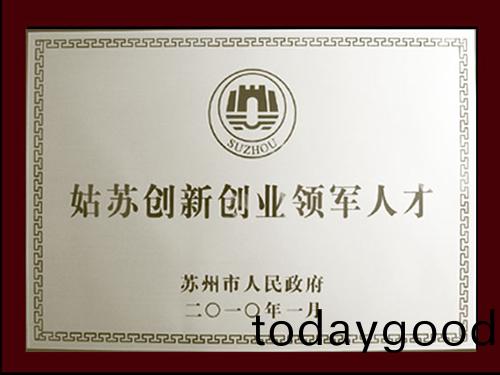 SUZHOU
姑苏创新创业领军人才
苏州市人民政府
二〇一〇年一月
todaygood